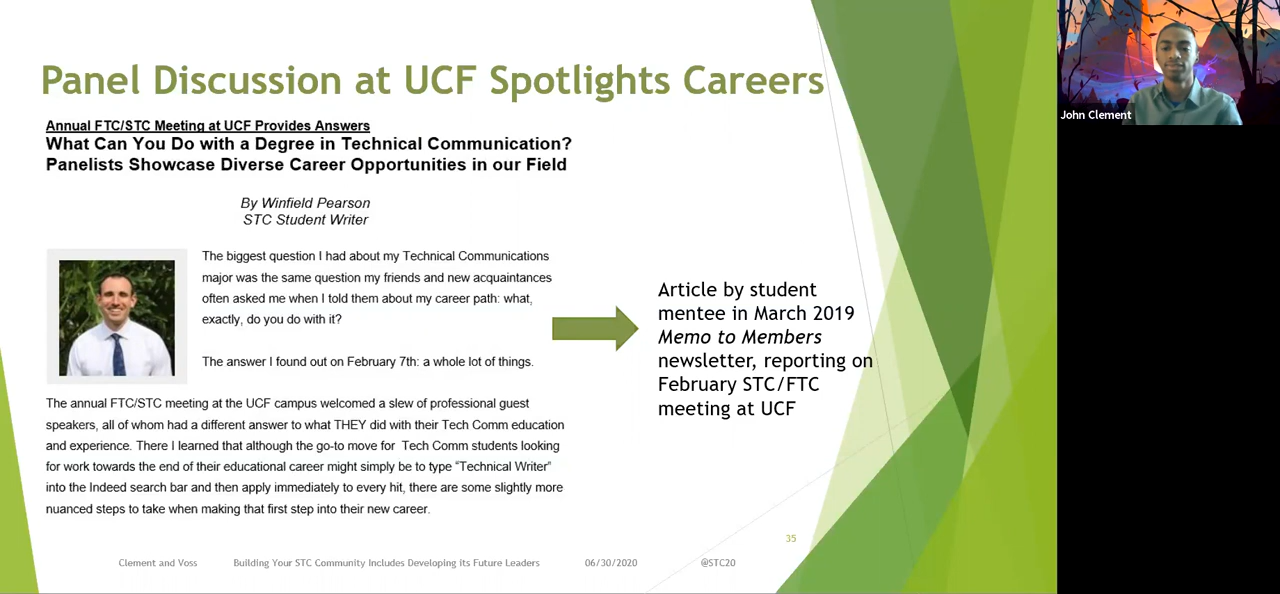 Panel Discussion at UCF Spotlights Careers
Annual FTC/STC Meeting at UCF Provides Answers
What Can You Do with a Degree in Technical Communication?
Panelists Showcase Diverse Career Opportunities in our Field
By Winfield Pearson
STC Student Writer
The biggest question I had about my Technical Communications
major was the same question my friends and new acquaintances
often asked me when I told them about my career path: what,
exactly, do you do with it?
The answer I found out on February 7th: a whole lot of things.
The annual FTC/STC meeting at the UCF campus welcomed a slew of professional guest
speakers, all of whom had a different answer to what THEY did with their Tech Comm education
and experience. There I learned that although the go-to move for Tech Comm students looking
for work towards the end of their educational career might simply be to type “Technical Writer”
into the Indeed search bar and then apply immediately to every hit, there are some slightly more
nuanced steps to take when making that first step into their new career.
Article by student
mentee in March 2019
Memo to Members
newsletter, reporting on
February STC/FTC
meeting at UCF
35
Clement and Voss Building Your STC Community Includes Developing its Future Leaders 06/30/2020 @STC20
John Clement